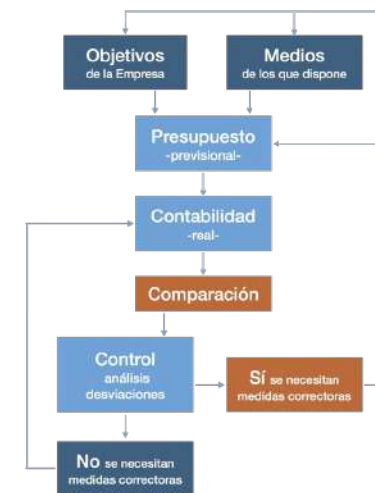 Objetivos
de la Empresa
Medios
de los que dispone
Presupuesto
-previsional-
Contabilidad
-real-
Comparación
Control
análisis
desviaciones
Sí se necesitan
medidas correctoras
No se necesitan
medidas correctoras